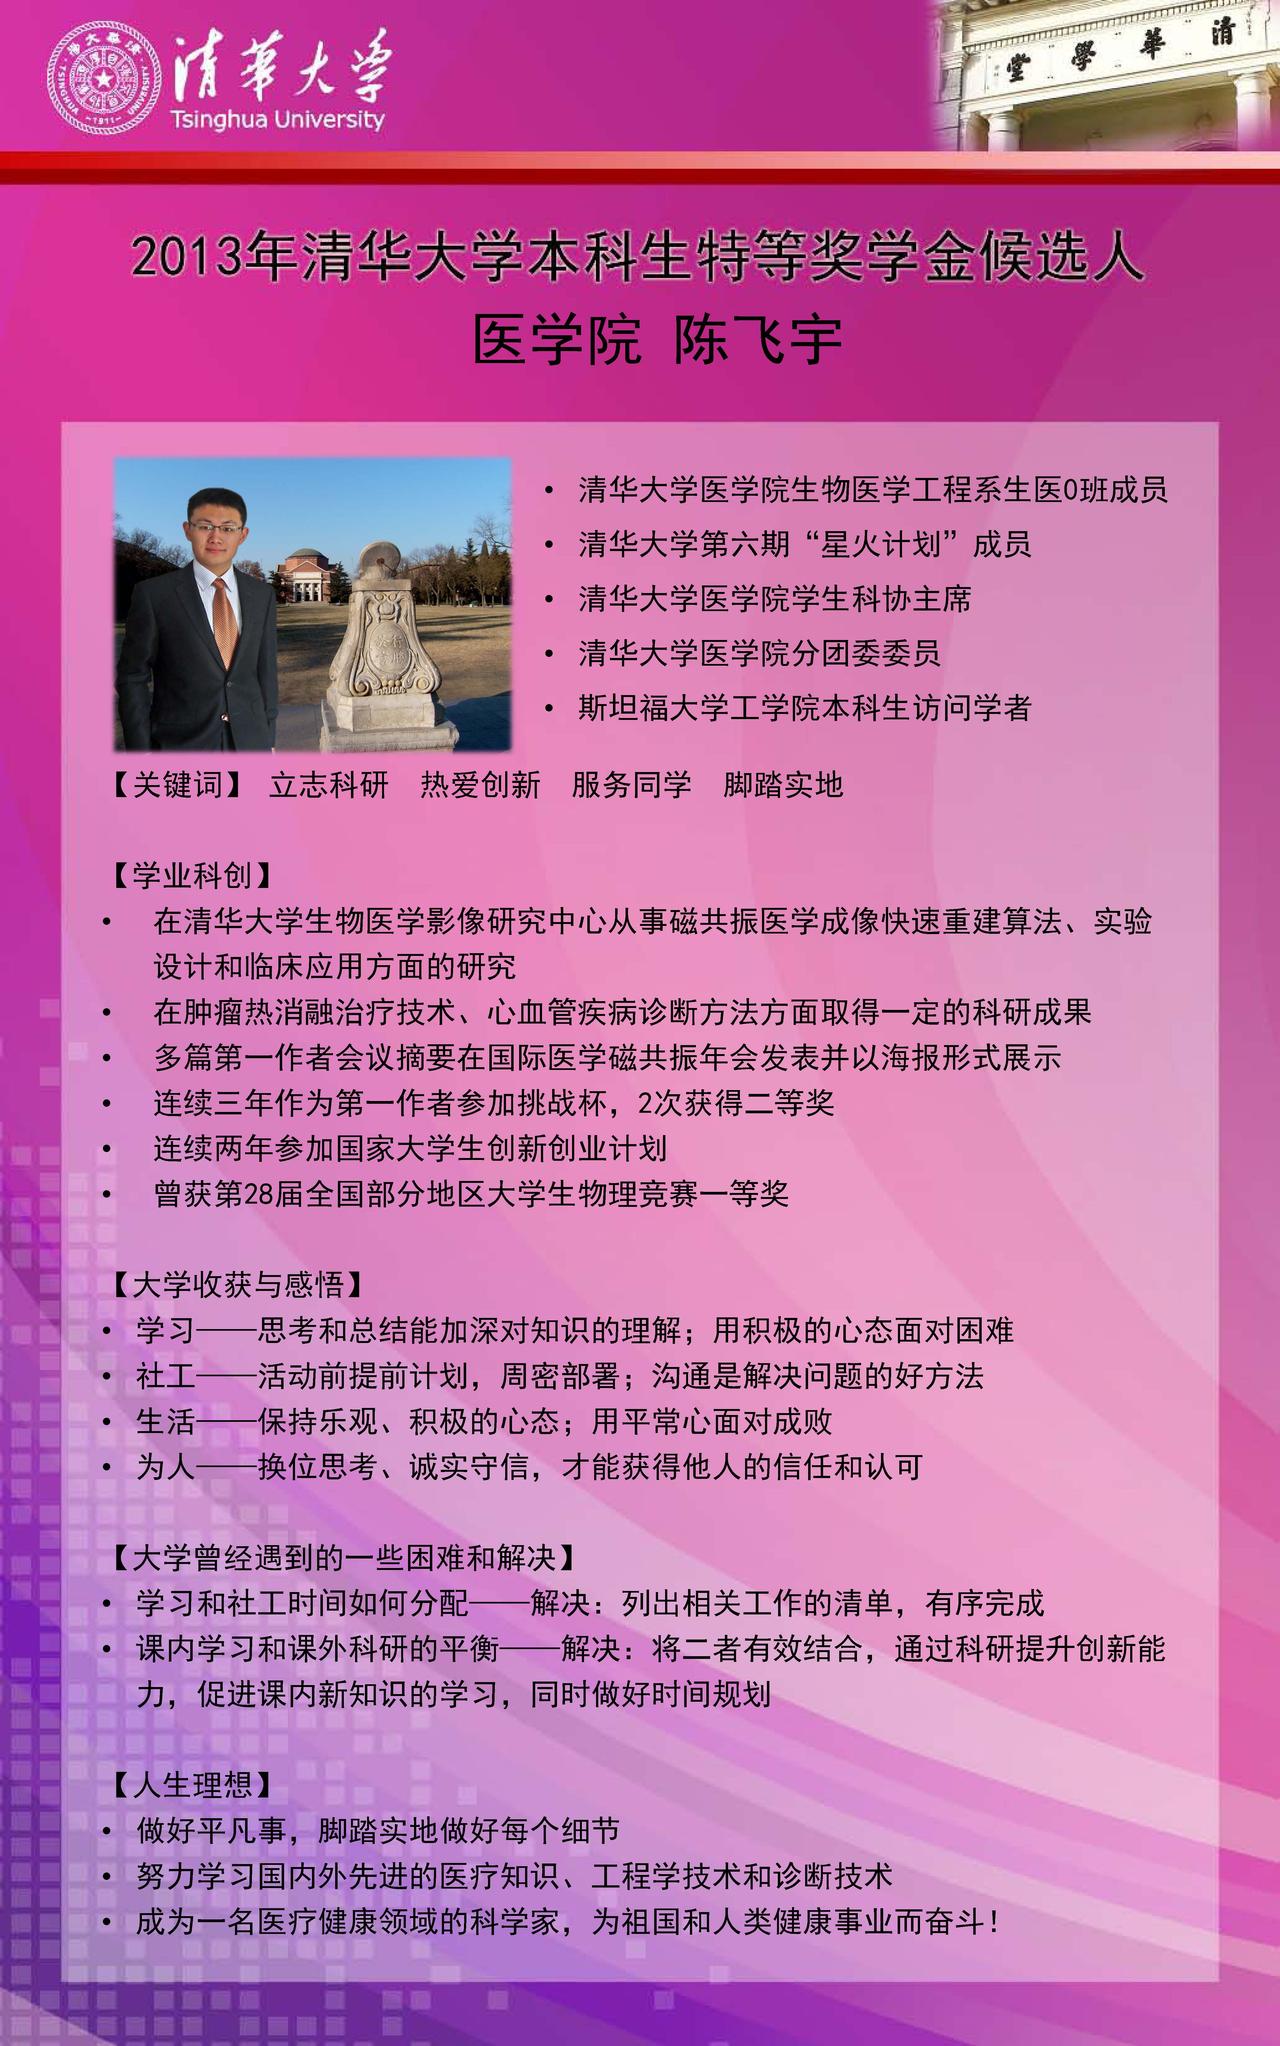 清華大学
Tsinghua University
TSINGHUA UNIVERSITY
~1911~
清華學堂
2013年清华大学本科生特等奖学金候选人
医学院 陈飞宇
• 清华大学医学院生物医学工程系生医0班成员
• 清华大学第六期“星火计划”成员
• 清华大学医学院学生科协主席
• 清华大学医学院分团委委员
• 斯坦福大学工学院本科生访问学者
【关键词】 立志科研 热爱创新 服务同学 脚踏实地
【学业科创】
• 在清华大学生物医学影像研究中心从事磁共振医学成像快速重建算法、实验
设计和临床应用方面的研究
• 在肿瘤热消融治疗技术、心血管疾病诊断方法方面取得一定的科研成果
• 多篇第一作者会议摘要在国际医学磁共振年会发表并以海报形式展示
• 连续三年作为第一作者参加挑战杯，2次获得二等奖
• 连续两年参加国家大学生创新创业计划
• 曾获第28届全国部分地区大学生物理竞赛一等奖
【大学收获与感悟】
• 学习——思考和总结能加深对知识的理解；用积极的心态面对困难
• 社工——活动前提前计划，周密部署；沟通是解决问题的好方法
• 生活——保持乐观、积极的心态；用平常心面对成败
• 为人——换位思考、诚实守信，才能获得他人的信任和认可
【大学曾经遇到的一些困难和解决】
• 学习和社工时间如何分配——解决：列出相关工作的清单，有序完成
• 课内学习和课外科研的平衡——解决：将二者有效结合，通过科研提升创新能
力，促进课内新知识的学习，同时做好时间规划
【人生理想】
• 做好平凡事，脚踏实地做好每个细节
• 努力学习国内外先进的医疗知识、工程学技术和诊断技术
• 成为一名医疗健康领域的科学家，为祖国和人类健康事业而奋斗！